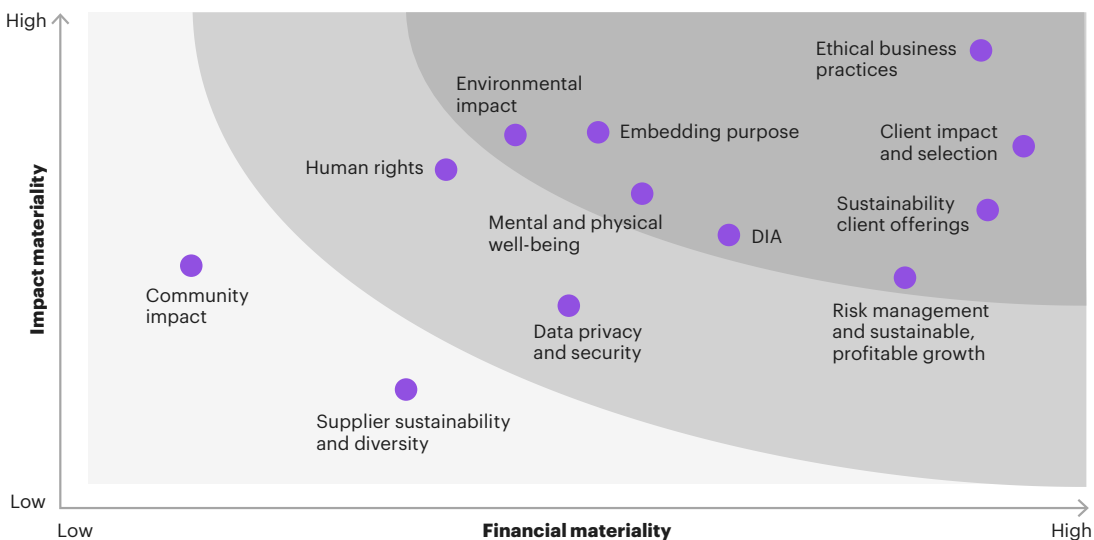 High
Ethical business
practices
Environmental
impact
Embedding purpose
Client impact
and selection
Human rights
Mental and physical
well-being
Sustainability
client offerings
DIA
Impact materiality
Community
impact
Data privacy
and security
Risk management
and sustainable,
profitable growth
Supplier sustainability
and diversity
Low
Low
Financial materiality
High